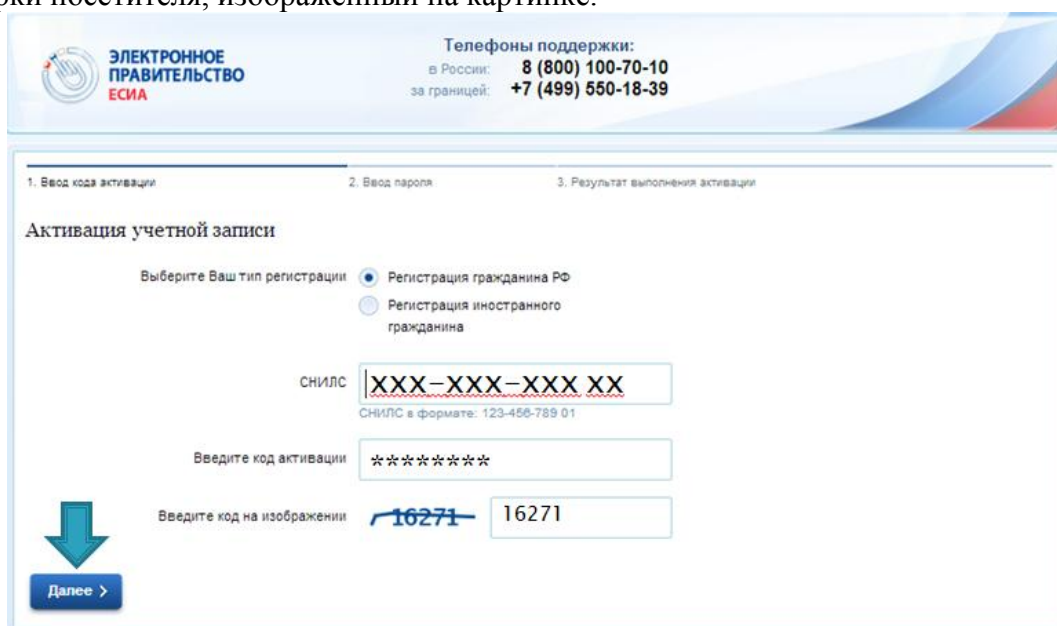 посетителя, изображенный на картинке.
ЭЛЕКТРОННОЕ
ПРАВИТЕЛЬСТВО
ЕСИА
Телефоны поддержки:
в России: 8 (800) 100-70-10
за границей: +7 (499) 550-18-39
1. Ввод кода активации 2. Ввод пароля 3. Результат выполнения активации
Активация учетной записи
Выберите Ваш тип регистрации Регистрация гражданина РФ
Регистрация иностранного
гражданина
СНИЛС XXX-XXX-XXX XX
СНИЛС в формате: 123-456-789 01
Введите код активации ********
Введите код на изображении 16271 16271
Далее >